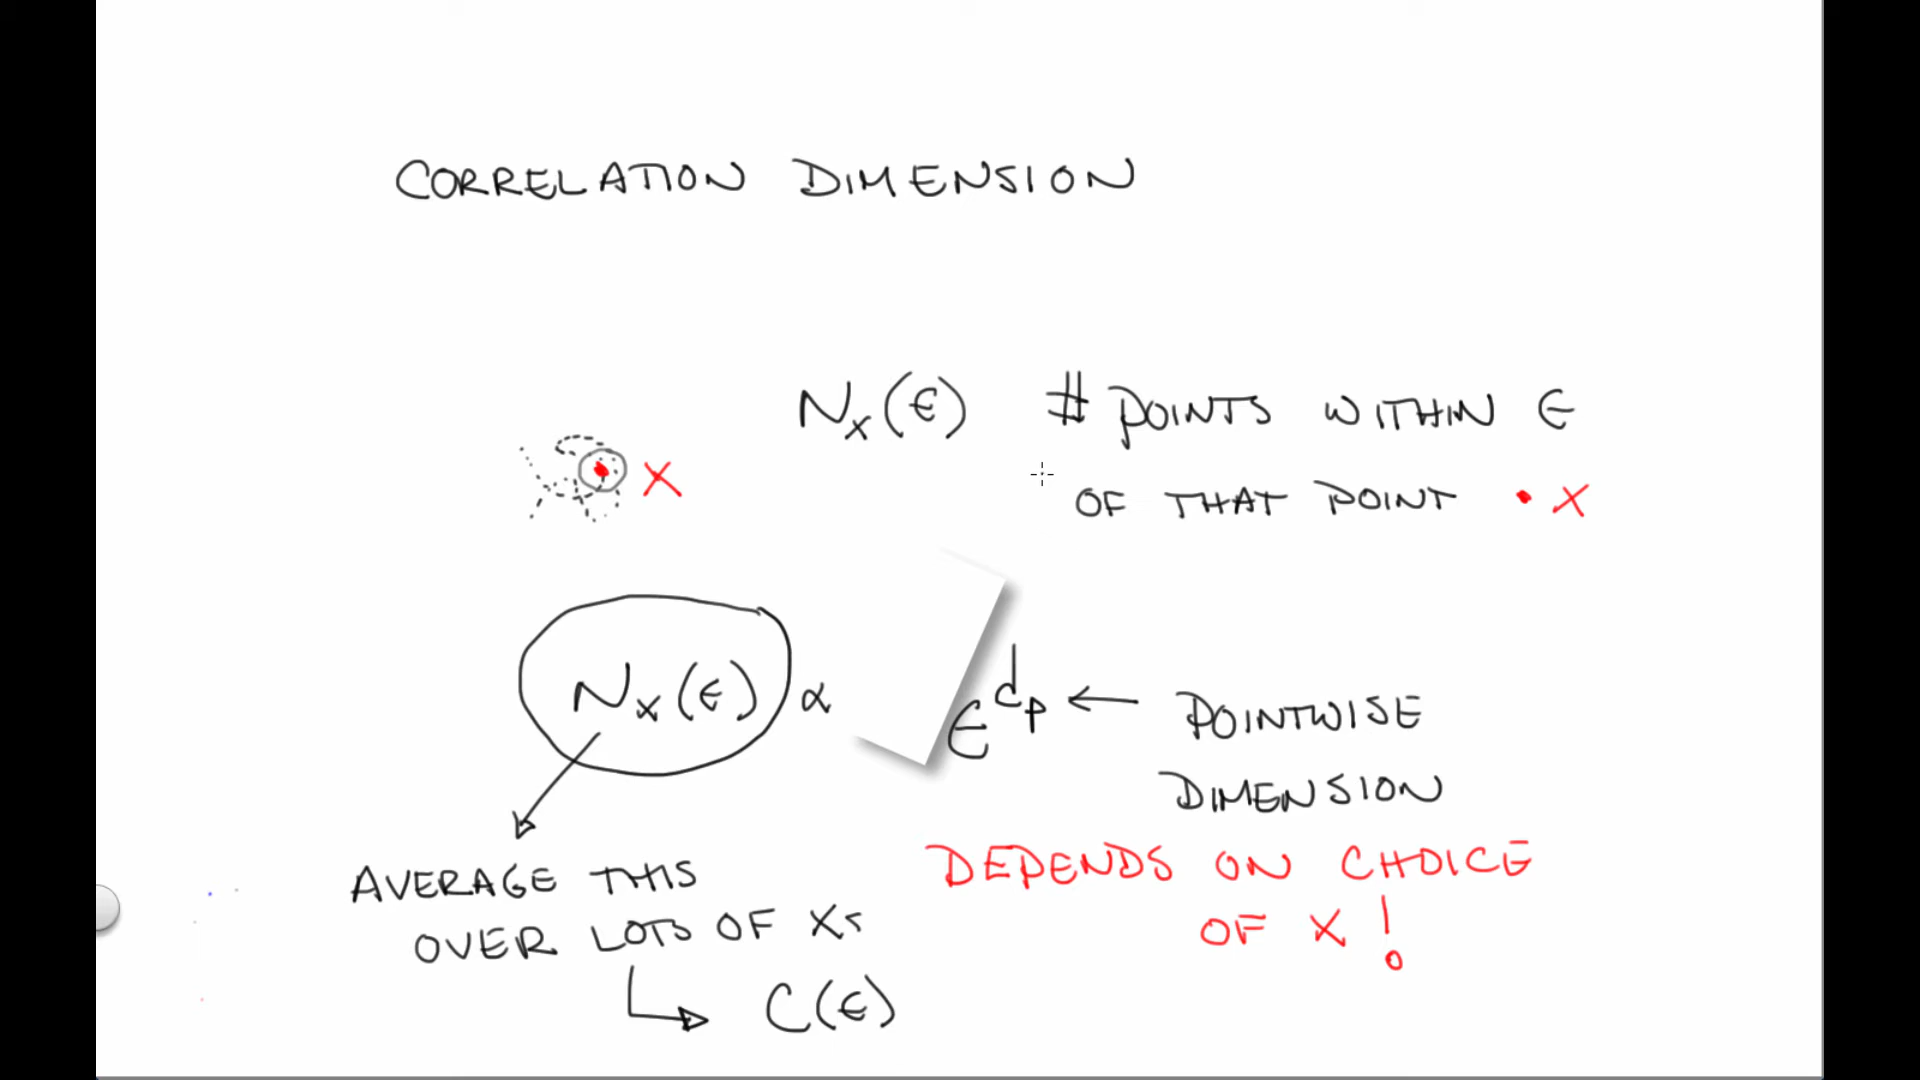 CORRELATION DIMENSION
Nx(ϵ) # POINTS WITHIN ϵ
X
OF THAT POINT • X
Nx(ϵ) α ϵ^dp ← POINTWISE
DIMENSION
AVERAGE THIS
OVER LOTS OF Xs
DEPENDS ON CHOICE
OF X !
C(ϵ)